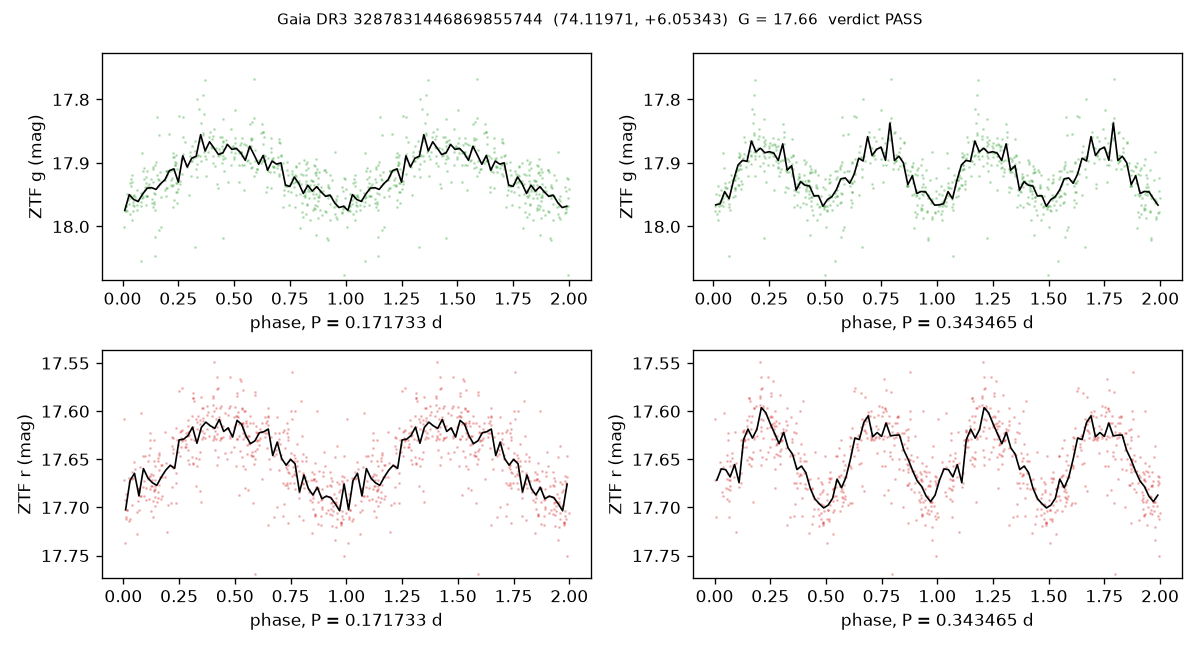 Gaia DR3 3287831446869855744  (74.11971, +6.05343)  G = 17.66  verdict PASS
ZTF g (mag)
17.8
17.9
18.0
0.00 0.25 0.50 0.75 1.00 1.25 1.50 1.75 2.00
phase, P = 0.171733 d
ZTF g (mag)
17.8
17.9
18.0
0.00 0.25 0.50 0.75 1.00 1.25 1.50 1.75 2.00
phase, P = 0.343465 d
ZTF r (mag)
17.55
17.60
17.65
17.70
17.75
0.00 0.25 0.50 0.75 1.00 1.25 1.50 1.75 2.00
phase, P = 0.171733 d
ZTF r (mag)
17.55
17.60
17.65
17.70
17.75
0.00 0.25 0.50 0.75 1.00 1.25 1.50 1.75 2.00
phase, P = 0.343465 d